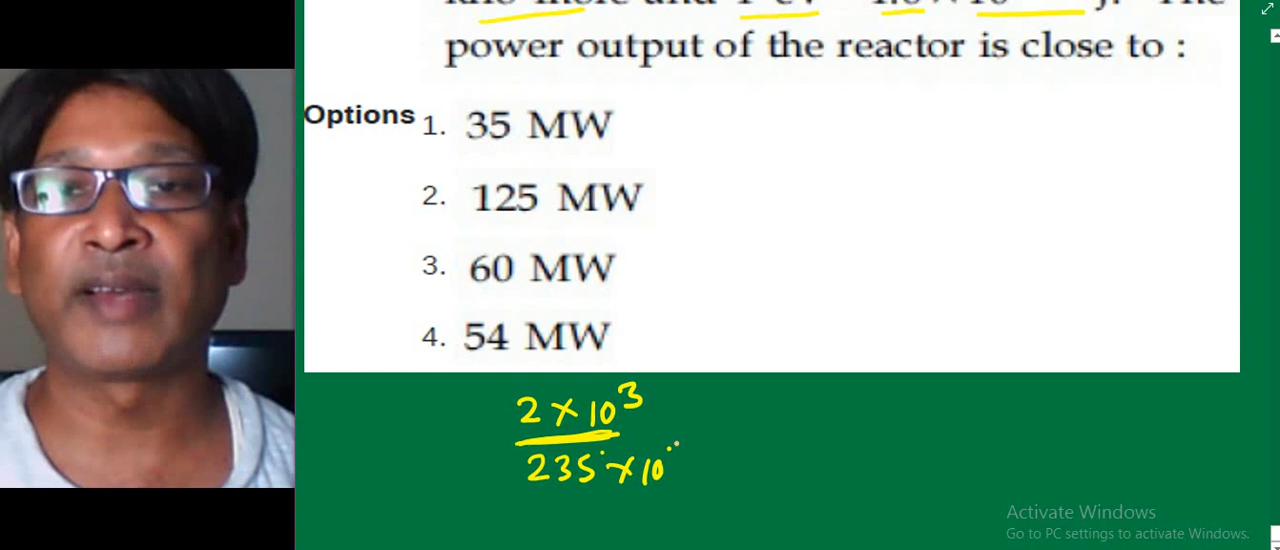 power output of the reactor is close to :
Options
1. 35 MW
2. 125 MW
3. 60 MW
4. 54 MW
2 × 10³
235 × 10
Activate Windows
Go to PC settings to activate Windows.